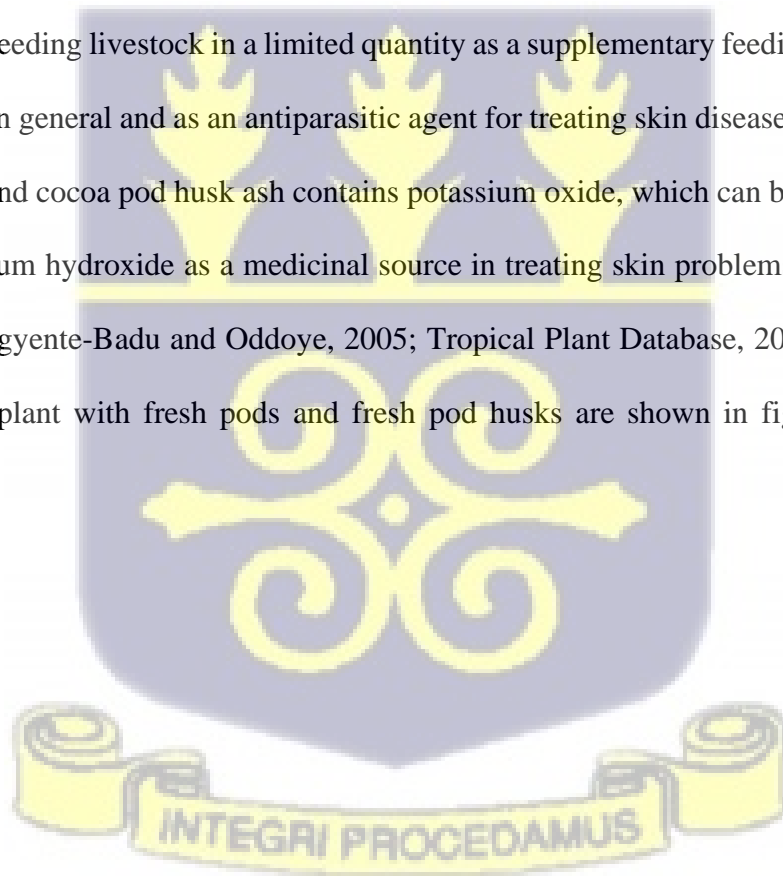 eeding livestock in a limited quantity as a supplementary feedi
n general and as an antiparasitic agent for treating skin disease
nd cocoa pod husk ash contains potassium oxide, which can b
um hydroxide as a medicinal source in treating skin problem
gyente-Badu and Oddoye, 2005; Tropical Plant Database, 20
plant with fresh pods and fresh pod husks are shown in fi
INTEGRI PROCEDAMUS